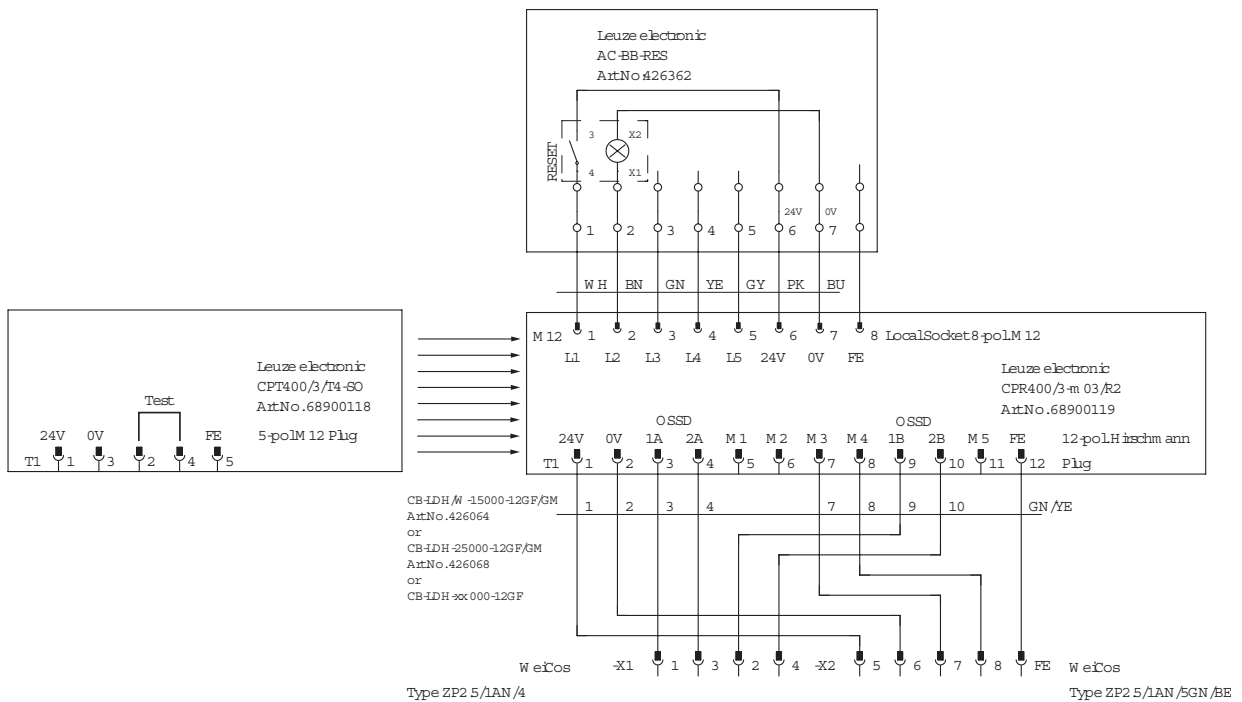 Leuze electronic
AC-BB-RES
Art.No.:426362
RESET
3 X2
4 X1
24V 0V
1 2 3 4 5 6 7
WH BN GN YE GY PK BU
M12 1 2 3 4 5 6 7 8 Local Socket 8-pol. M12
L1 L2 L3 L4 L5 24V 0V FE
Leuze electronic
CPT400/3/T4-SO
Art.No.68900118
Test
24V 0V FE 5-pol. M12 Plug
T1 1 3 2 4 5
Leuze electronic
CPR400/3-m03/R2
Art.No.68900119
OSSD OSSD
24V 0V 1A 2A M1 M2 M3 M4 1B 2B M5 FE 12-pol. Hirschmann
T1 1 2 3 4 5 6 7 8 9 10 11 12 Plug
CB-LDH/W-15000-12GF/GM
Art.No.426064
or
CB-LDH-25000-12GF/GM
Art.No.426068
or
CB-LDH-xx000-12GF
1 2 3 4 7 8 9 10 GN/YE
WeiCos -X1 1 3 2 4 -X2 5 6 7 8 FE WeiCos
Type ZP2.5/1AN/4
Type ZP2.5/1AN/5GN/BE